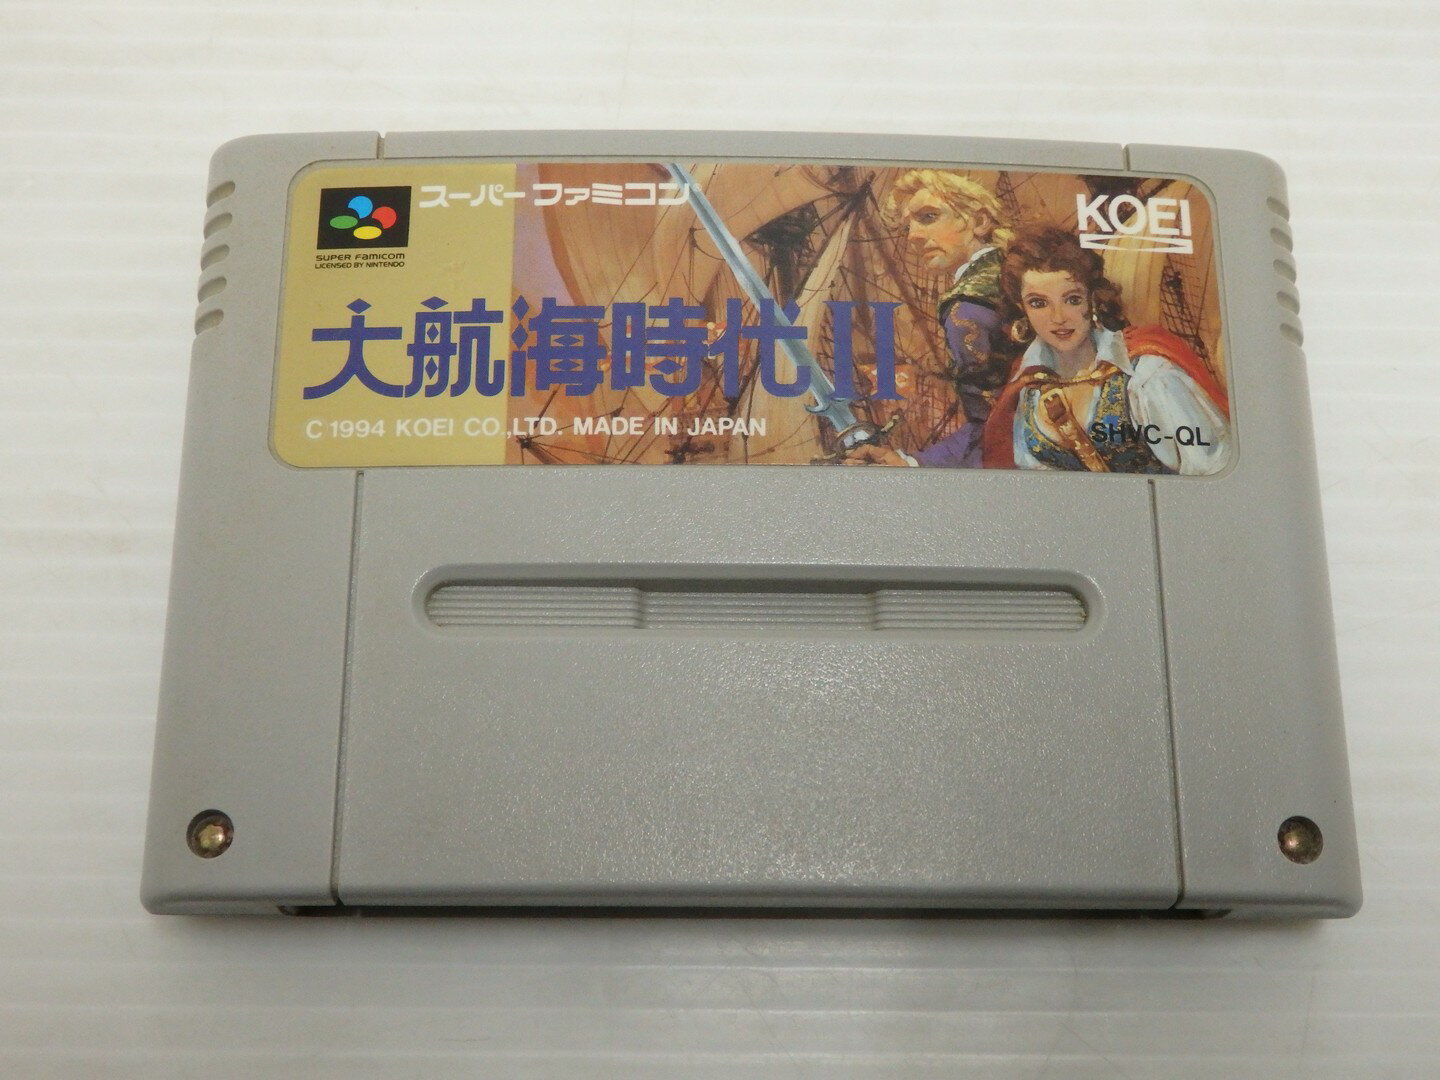 スーパーファミコン
KOEI
SUPER FAMICOM
LICENSED BY NINTENDO
大航海時代II
C 1994 KOEI CO.,LTD. MADE IN JAPAN
SHVC-QL